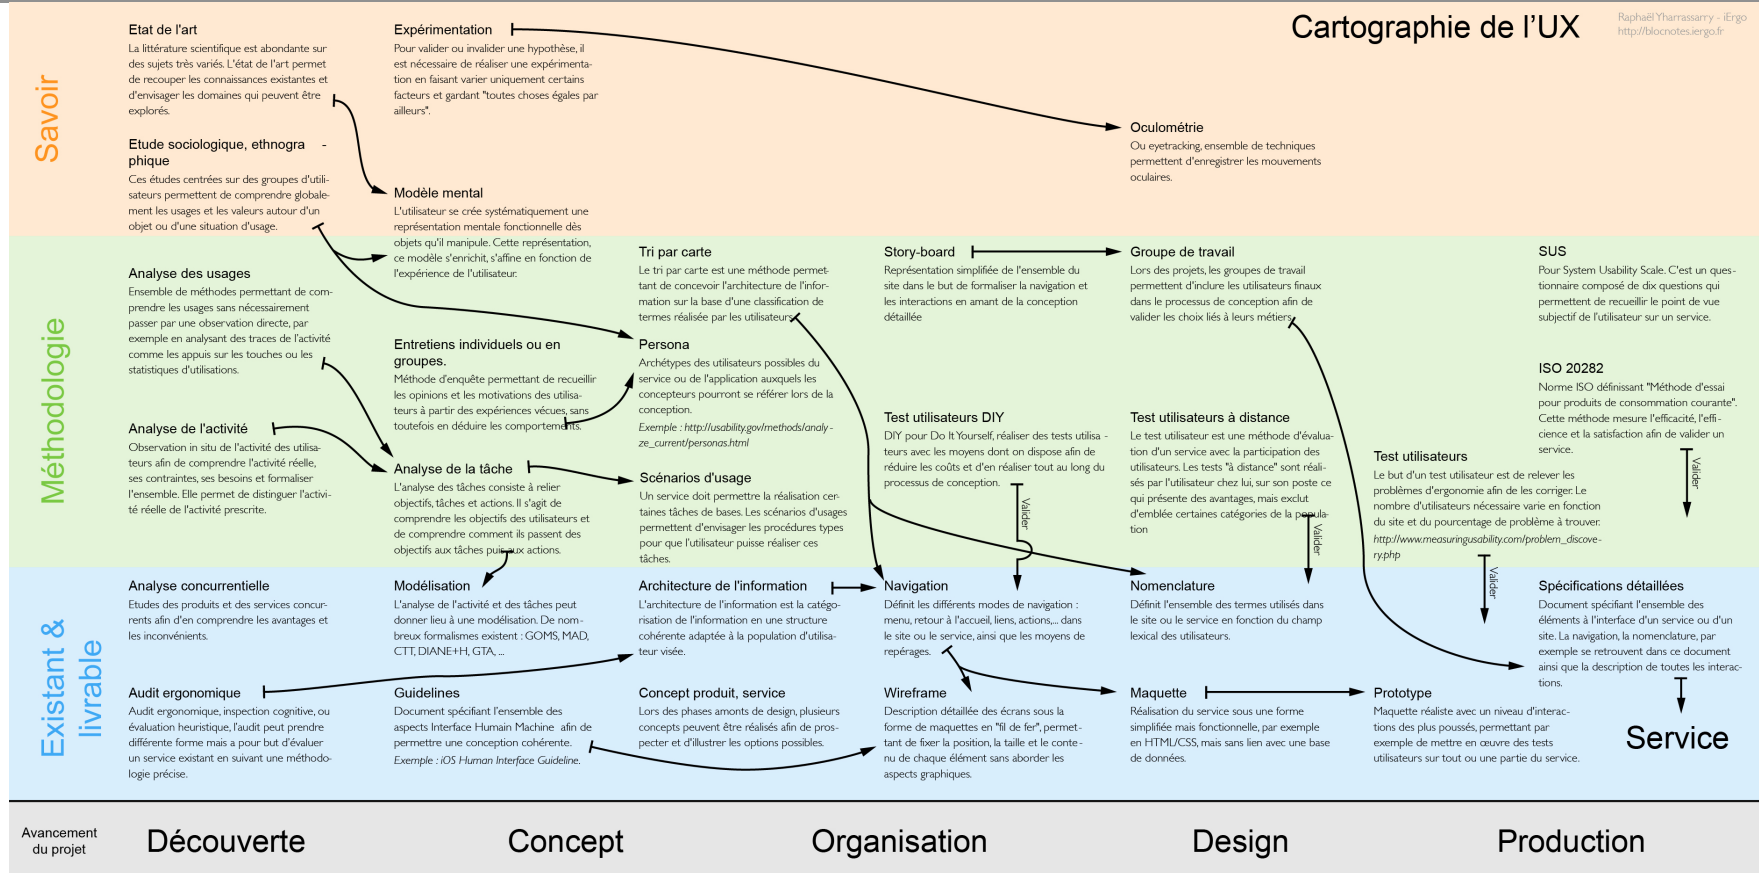 Cartographie de l'UX
Raphaël Yharrassarry - iErgo
http://blocnotes.iergo.fr
Savoir
Etat de l'art
La littérature scientifique est abondante sur
des sujets très variés. L'état de l'art permet
de recouper les connaissances existantes et
d'envisager les domaines qui peuvent être
explorés.
Expérimentation
Pour valider ou invalider une hypothèse, il
est nécessaire de réaliser une expérimenta-
tion en faisant varier uniquement certains
facteurs et gardant "toutes choses égales par
ailleurs".
Oculométrie
Ou eyetracking, ensemble de techniques
permettent d'enregistrer les mouvements
oculaires.
Etude sociologique, ethnogra -
phique
Ces études centrées sur des groupes d'utili-
sateurs permettent de comprendre globale-
ment les usages et les valeurs autour d'un
objet ou d'une situation d'usage.
Modèle mental
L'utilisateur se crée systématiquement une
représentation mentale fonctionnelle dès
objets qu'il manipule. Cette représentation,
ce modèle s'enrichit, s'affine en fonction de
l'expérience de l'utilisateur.
Méthodologie
Analyse des usages
Ensemble de méthodes permettant de com-
prendre les usages sans nécessairement
passer par une observation directe, par
exemple en analysant des traces de l'activité
comme les appuis sur les touches ou les
statistiques d'utilisations.
Analyse de l'activité
Observation in situ de l'activité des utilisa-
teurs afin de comprendre l'activité réelle,
ses contraintes, ses besoins et formaliser
l'ensemble. Elle permet de distinguer l'activi-
té réelle de l'activité prescrite.
Entretiens individuels ou en
groupes.
Méthode d'enquête permettant de recueillir
les opinions et les motivations des utilisa-
teurs à partir des expériences vécues, sans
toutefois en déduire les comportements.
Analyse de la tâche
L'analyse des tâches consiste à relier
objectifs, tâches et actions. Il s'agit de
comprendre les objectifs des utilisateurs et
de comprendre comment ils passent des
objectifs aux tâches puis aux actions.
Tri par carte
Le tri par carte est une méthode permet-
tant de concevoir l'architecture de l'infor-
mation sur la base d'une classification de
termes réalisée par les utilisateurs.
Persona
Archétypes des utilisateurs possibles du
service ou de l'application auxquels les
concepteurs pourront se référer lors de la
conception.
Exemple : http://usability.gov/methods/analy-
ze_current/personas.html
Scénarios d'usage
Un service doit permettre la réalisation cer-
taines tâches de bases. Les scénarios d'usages
permettent d'envisager les procédures types
pour que l'utilisateur puisse réaliser ces
tâches.
Story-board
Représentation simplifiée de l'ensemble du
site dans le but de formaliser la navigation et
les interactions en amant de la conception
détaillée
Test utilisateurs DIY
DIY pour Do It Yourself, réaliser des tests utilisa -
teurs avec les moyens dont on dispose afin de
réduire les coûts et d'en réaliser tout au long du
processus de conception.
Valider
Groupe de travail
Lors des projets, les groupes de travail
permettent d'inclure les utilisateurs finaux
dans le processus de conception afin de
valider les choix liés à leurs métiers.
Test utilisateurs à distance
Le test utilisateur est une méthode d'évalua-
tion d'un service avec la participation des
utilisateurs. Les tests "à distance" sont réali-
sés par l'utilisateur chez lui, sur son poste ce
qui présente des avantages, mais exclut
d'emblée certaines catégories de la popula-
tion
Valider
Test utilisateurs
Le but d'un test utilisateur est de relever les
problèmes d'ergonomie afin de les corriger. Le
nombre d'utilisateurs nécessaire varie en fonction
du site et du pourcentage de problème à trouver.
http://www.measuringusability.com/problem_discove-
ry.php
Valider
SUS
Pour System Usability Scale. C'est un ques-
tionnaire composé de dix questions qui
permettent de recueillir le point de vue
subjectif de l'utilisateur sur un service.
ISO 20282
Norme ISO définissant "Méthode d'essai
pour produits de consommation courante".
Cette méthode mesure l'efficacité, l'effi-
cience et la satisfaction afin de valider un
service.
Valider
Existant &
livrable
Analyse concurrentielle
Etudes des produits et des services concur-
rents afin d'en comprendre les avantages et
les inconvénients.
Modélisation
L'analyse de l'activité et des tâches peut
donner lieu à une modélisation. De nom-
breux formalismes existent : GOMS, MAD,
CTT, DIANE+H, GTA, ...
Architecture de l'information
L'architecture de l'information est la catégo-
risation de l'information en une structure
cohérente adaptée à la population d'utilisa-
teur visée.
Navigation
Définit les différents modes de navigation :
menu, retour à l'accueil, liens, actions,... dans
le site ou le service, ainsi que les moyens de
repérages.
Nomenclature
Définit l'ensemble des termes utilisés dans
le site ou le service en fonction du champ
lexical des utilisateurs.
Spécifications détaillées
Document spécifiant l'ensemble des
éléments à l'interface d'un service ou d'un
site. La navigation, la nomenclature, par
exemple se retrouvent dans ce document
ainsi que la description de toutes les interac-
tions.
Audit ergonomique
Audit ergonomique, inspection cognitive, ou
évaluation heuristique, l'audit peut prendre
différente forme mais a pour but d'évaluer
un service existant en suivant une méthodo-
logie précise.
Guidelines
Document spécifiant l'ensemble des
aspects Interface Humain Machine afin de
permettre une conception cohérente.
Exemple : iOS Human Interface Guideline.
Concept produit, service
Lors des phases amonts de design, plusieurs
concepts peuvent être réalisés afin de pros-
pecter et d'illustrer les options possibles.
Wireframe
Description détaillée des écrans sous la
forme de maquettes en "fil de fer", permet-
tant de fixer la position, la taille et le conte-
nu de chaque élément sans aborder les
aspects graphiques.
Maquette
Réalisation du service sous une forme
simplifiée mais fonctionnelle, par exemple
en HTML/CSS, mais sans lien avec une base
de données.
Prototype
Maquette réaliste avec un niveau d'interac-
tions des plus poussés, permettant par
exemple de mettre en œuvre des tests
utilisateurs sur tout ou une partie du service.
Service
Avancement
du projet
Découverte
Concept
Organisation
Design
Production